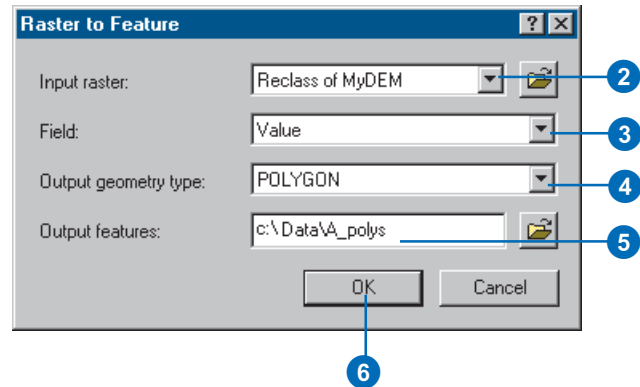 Raster to Feature
Input raster: Reclass of MyDEM 2
Field: Value 3
Output geometry type: POLYGON 4
Output features: c:\Data\A_polys 5
OK Cancel
6